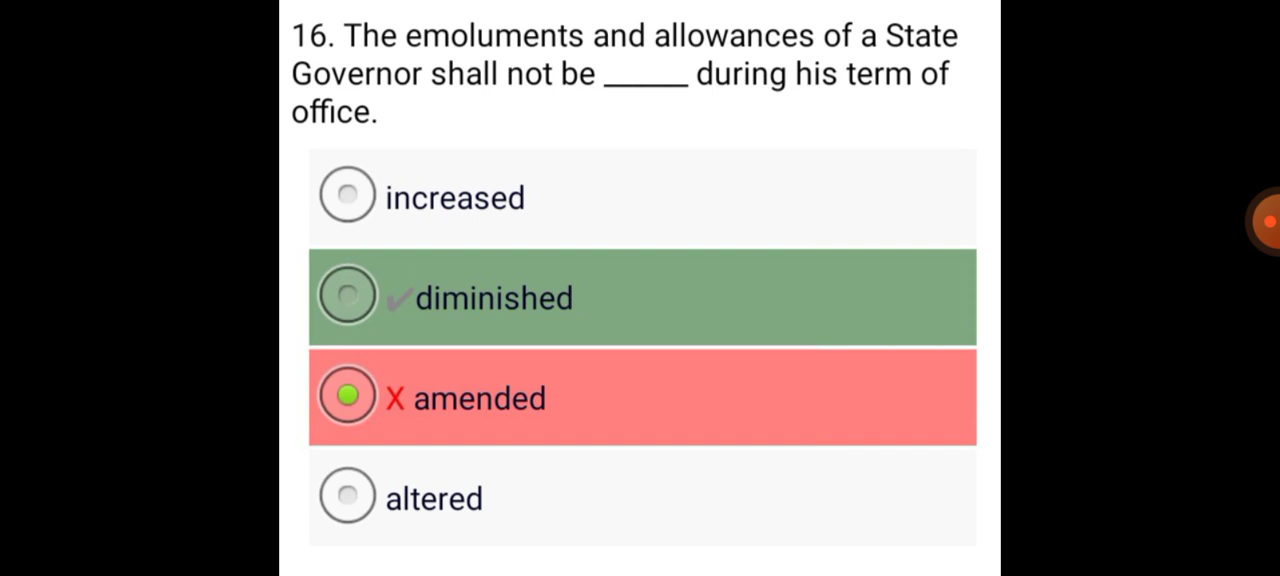 16. The emoluments and allowances of a State
Governor shall not be ______ during his term of
office.
increased
✔diminished
X amended
altered